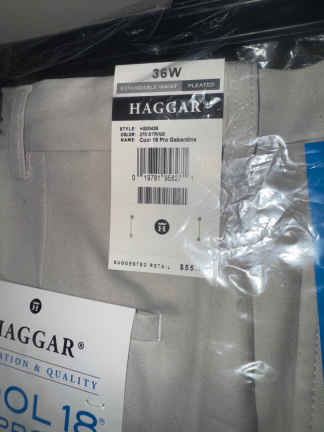 36W
EXPANDABLE WAIST PLEATED
HAGGAR®
STYLE:
COLOR: STRING
NAME: Cool 18 Pro Gabardine
H
SUGGESTED RETAIL $55.
H
HAGGAR®
& QUALITY
OL 18®